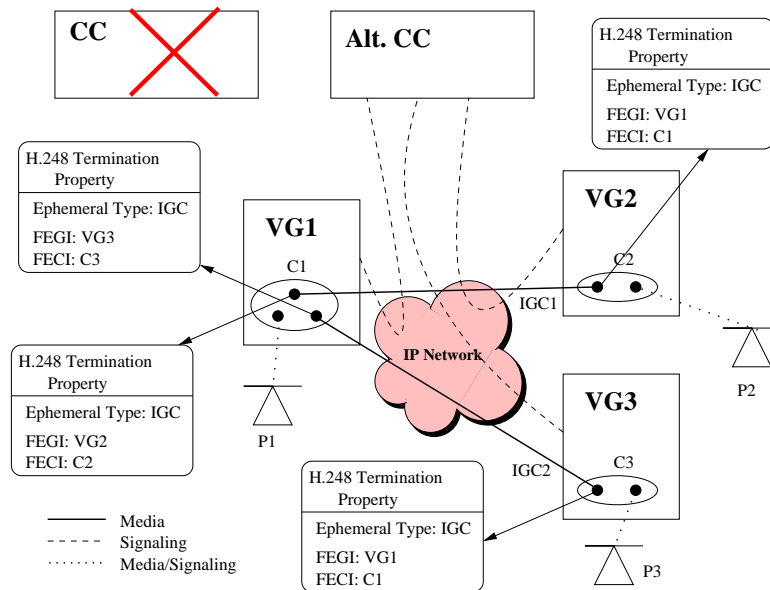 CC
Alt. CC
H.248 Termination
Property
Ephemeral Type: IGC
FEGI: VG1
FECI: C1
H.248 Termination
Property
Ephemeral Type: IGC
FEGI: VG3
FECI: C3
VG1
C1
VG2
C2
IGC1
IP Network
P2
H.248 Termination
Property
Ephemeral Type: IGC
FEGI: VG2
FECI: C2
P1
VG3
C3
IGC2
H.248 Termination
Property
Ephemeral Type: IGC
FEGI: VG1
FECI: C1
P3
Media
Signaling
Media/Signaling